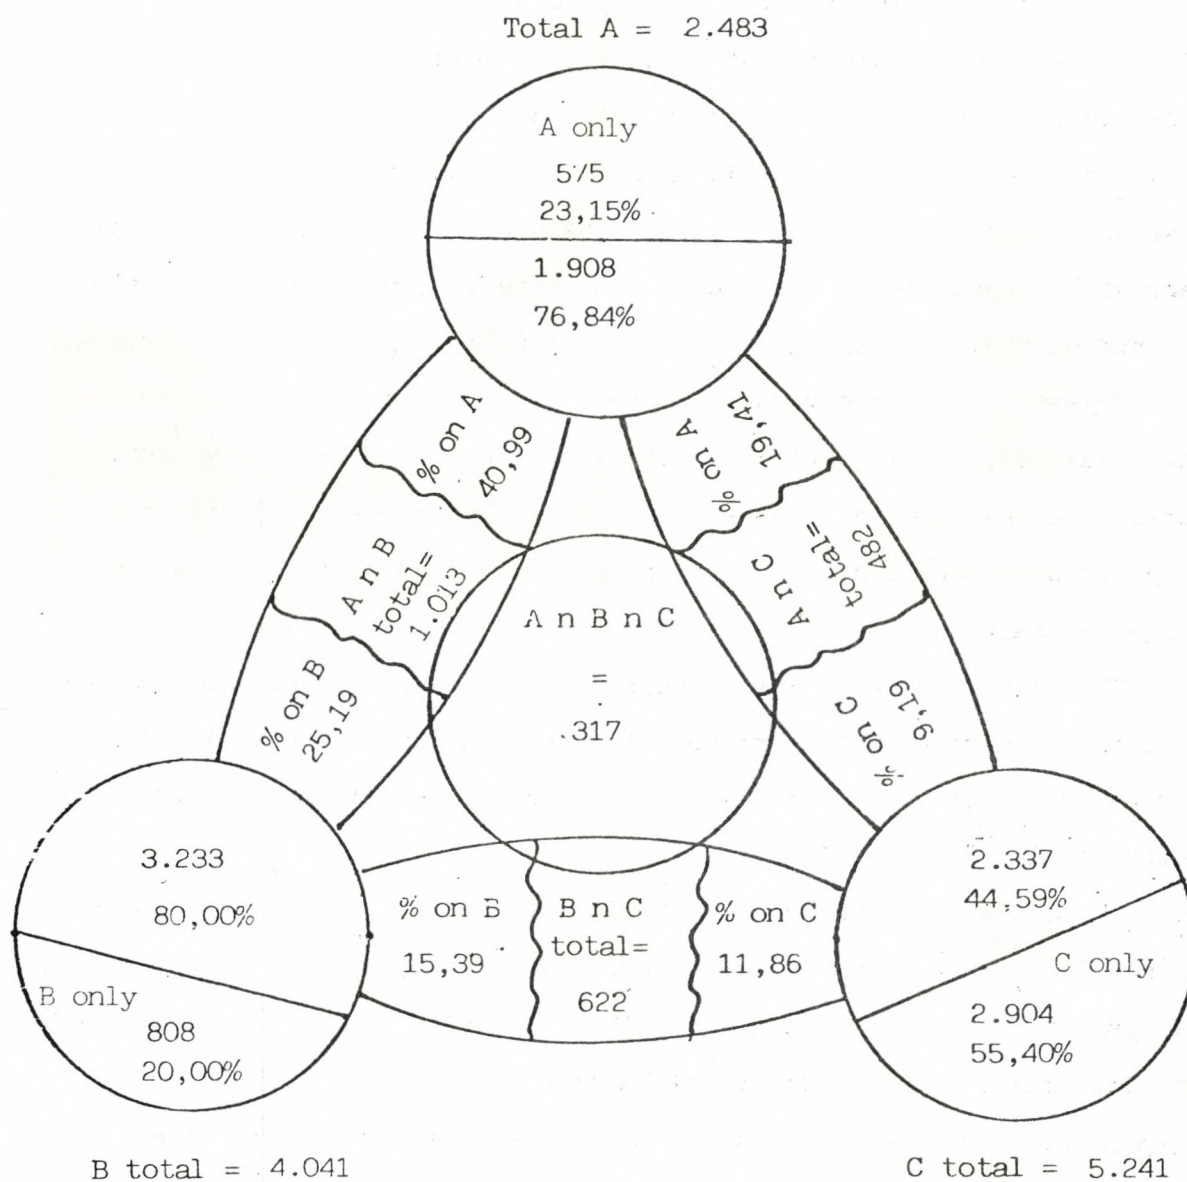 Total A = 2.483
A only
575
23,15%
1.908
76,84%
% on A
40,99
A n B
total=
1.013
% on B
25,19
% on A
19,41
A n C
total=
482
% on C
9,19
A n B n C
=
317
3.233
80,00%
B only
808
20,00%
% on B
15,39
B n C
total=
622
% on C
11,86
2.337
44,59%
C only
2.904
55,40%
B total = 4.041
C total = 5.241